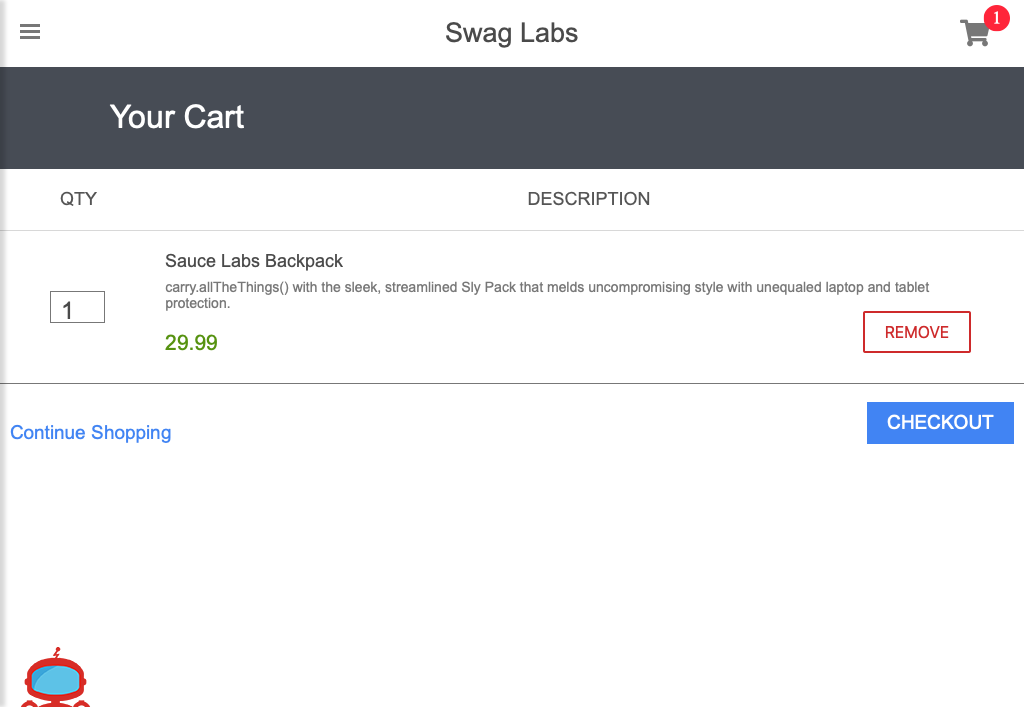 Swag Labs
1
Your Cart
QTY
DESCRIPTION
Sauce Labs Backpack
carry.allTheThings() with the sleek, streamlined Sly Pack that melds uncompromising style with unequaled laptop and tablet
protection.
1
29.99
REMOVE
Continue Shopping
CHECKOUT